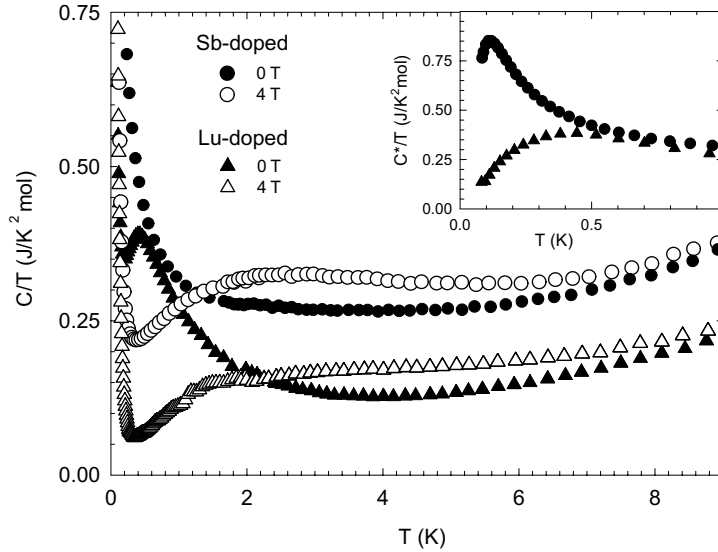 0.75
0.50
0.25
0.00
C/T (J/K² mol)
Sb-doped
0 T
4 T
Lu-doped
0 T
4 T
0.75
0.50
0.25
0.00
C*/T (J/K²mol)
0.0
0.5
T (K)
0
2
4
6
8
T (K)